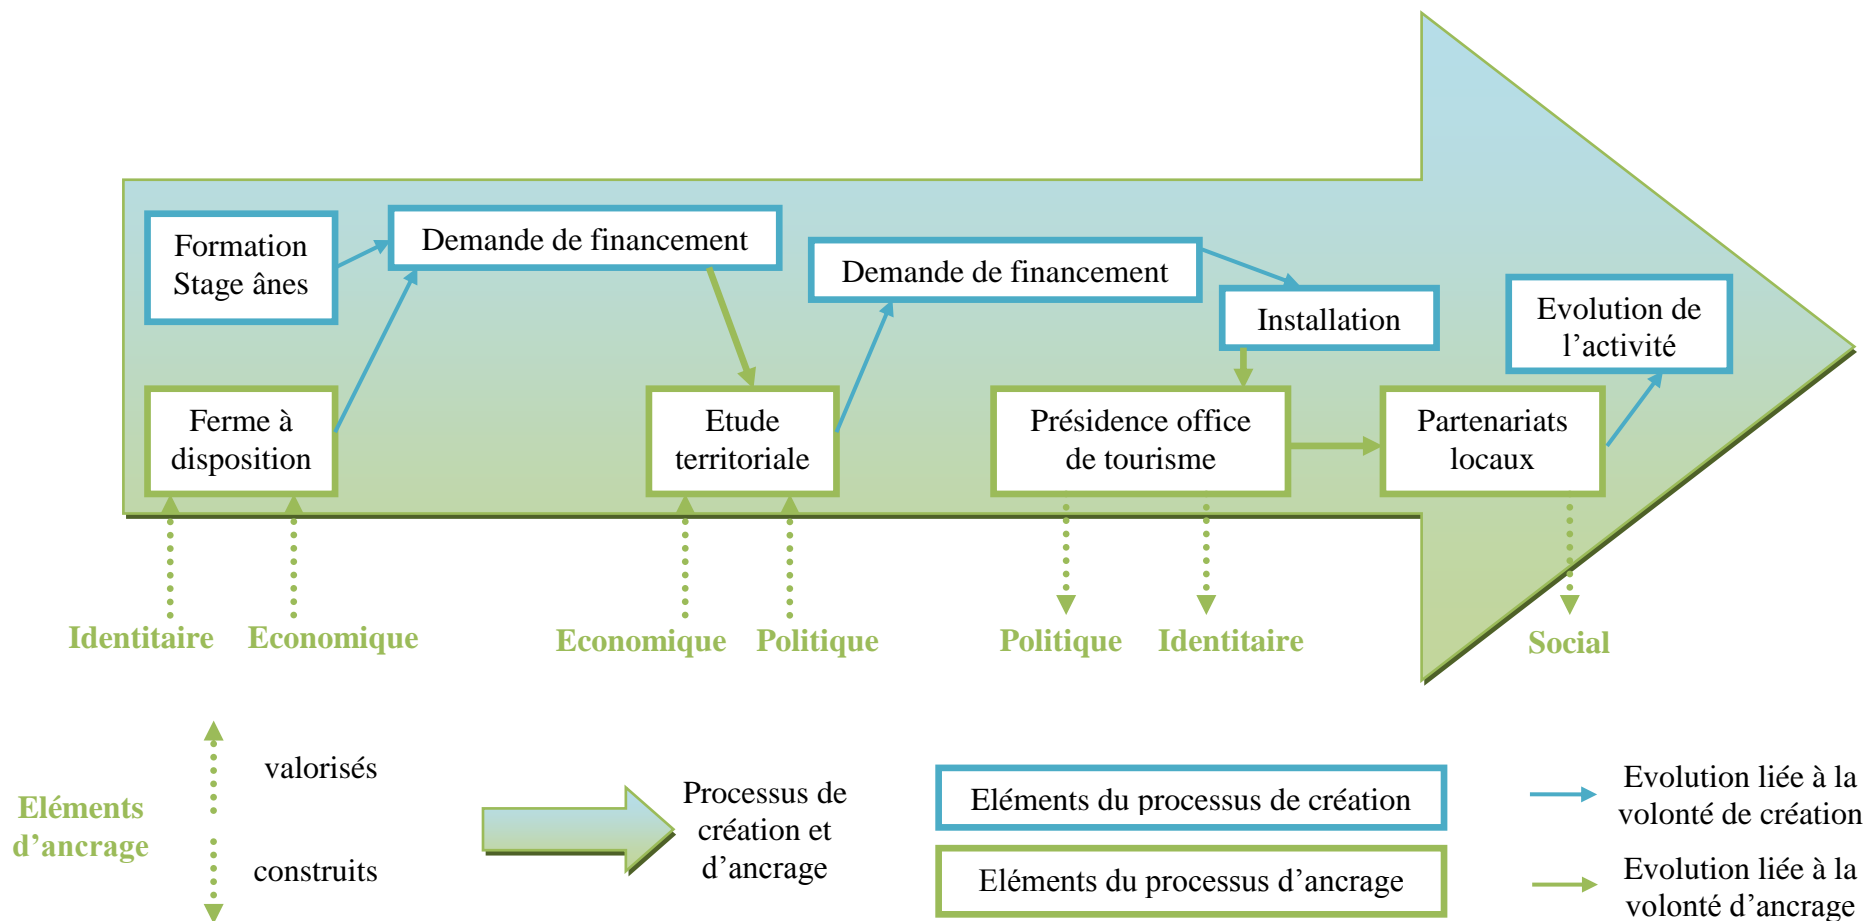 Formation
Stage ânes
Demande de financement
Demande de financement
Installation
Evolution de
l’activité
Ferme à
disposition
Etude
territoriale
Présidence office
de tourisme
Partenariats
locaux
Identitaire
Economique
Economique
Politique
Politique
Identitaire
Social
Eléments
d’ancrage
valorisés
construits
Processus de
création et
d’ancrage
Eléments du processus de création
Eléments du processus d’ancrage
Evolution liée à la
volonté de création
Evolution liée à la
volonté d’ancrage